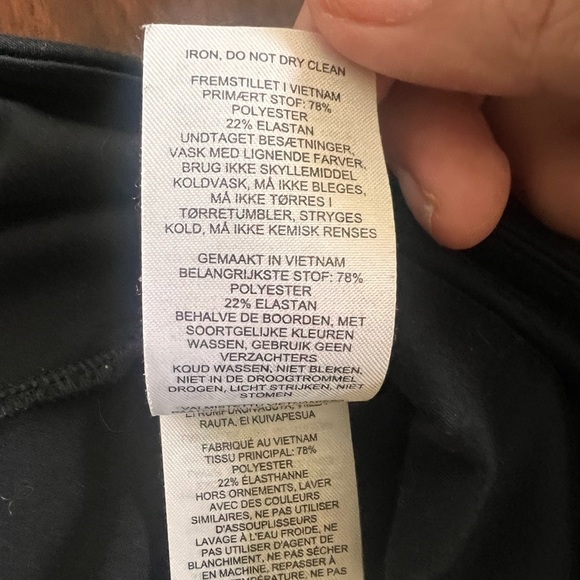 IRON, DO NOT DRY CLEAN
FREMSTILLET I VIETNAM
PRIMÆRT STOF: 78%
POLYESTER
22% ELASTAN
UNDTAGET BESÆTNINGER,
VASK MED LIGNENDE FARVER,
BRUG IKKE SKYLLEMIDDEL
KOLDVASK, MÅ IKKE BLEGES,
MÅ IKKE TØRRES I
TØRRETUMBLER, STRYGES
KOLD, MÅ IKKE KEMISK RENSES
GEMAAKT IN VIETNAM
BELANGRIJKSTE STOF: 78%
POLYESTER
22% ELASTAN
BEHALVE DE BOORDEN, MET
SOORTGELIJKE KLEUREN
WASSEN, GEBRUIK GEEN
VERZACHTERS
KOUD WASSEN, NIET BLEKEN,
NIET IN DE DROOGTROMMEL
DROGEN, LICHT STRIJKEN, NIET
STOMEN
RAUTA, EI KUIVAPESUA
FABRIQUÉ AU VIETNAM
TISSU PRINCIPAL: 78%
POLYESTER
22% ÉLASTHANNE
HORS ORNEMENTS, LAVER
AVEC DES COULEURS
SIMILAIRES, NE PAS UTILISER
D'ASSOUPLISSEURS
LAVAGE À L'EAU FROIDE, NE
PAS UTILISER D'AGENT DE
BLANCHIMENT, NE PAS SÉCHER
EN MACHINE, REPASSER À
TEMPÉRATURE, NE PAS